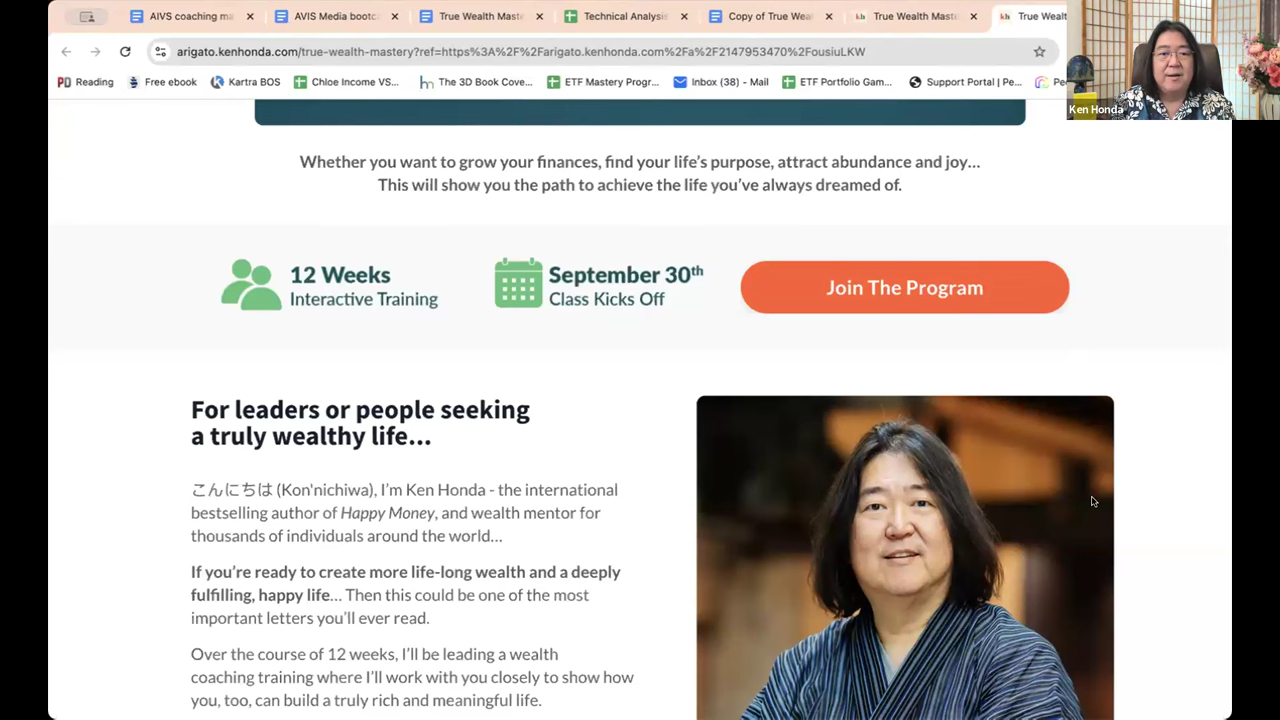 AIVS coaching ma
AVIS Media bootc
True Wealth Maste
Technical Analysis
Copy of True Wea
True Wealth Maste
True Wealt
arigato.kenhonda.com/true-wealth-mastery?ref=https%3A%2F%2Farigato.kenhonda.com%2Fa%2F2147953470%2FousiuLKW
Reading
Free ebook
Kartra BOS
Chloe Income VS...
The 3D Book Cove...
ETF Mastery Progr...
Inbox (38) - Mail
ETF Portfolio Gam...
Support Portal | Pe...
Pe
Ken Honda
Whether you want to grow your finances, find your life’s purpose, attract abundance and joy…
This will show you the path to achieve the life you’ve always dreamed of.
12 Weeks
Interactive Training
September 30th
Class Kicks Off
Join The Program
For leaders or people seeking
a truly wealthy life…
こんにちは (Kon'nichiwa), I’m Ken Honda - the international
bestselling author of Happy Money, and wealth mentor for
thousands of individuals around the world…
If you’re ready to create more life-long wealth and a deeply
fulfilling, happy life… Then this could be one of the most
important letters you’ll ever read.
Over the course of 12 weeks, I’ll be leading a wealth
coaching training where I’ll work with you closely to show how
you, too, can build a truly rich and meaningful life.